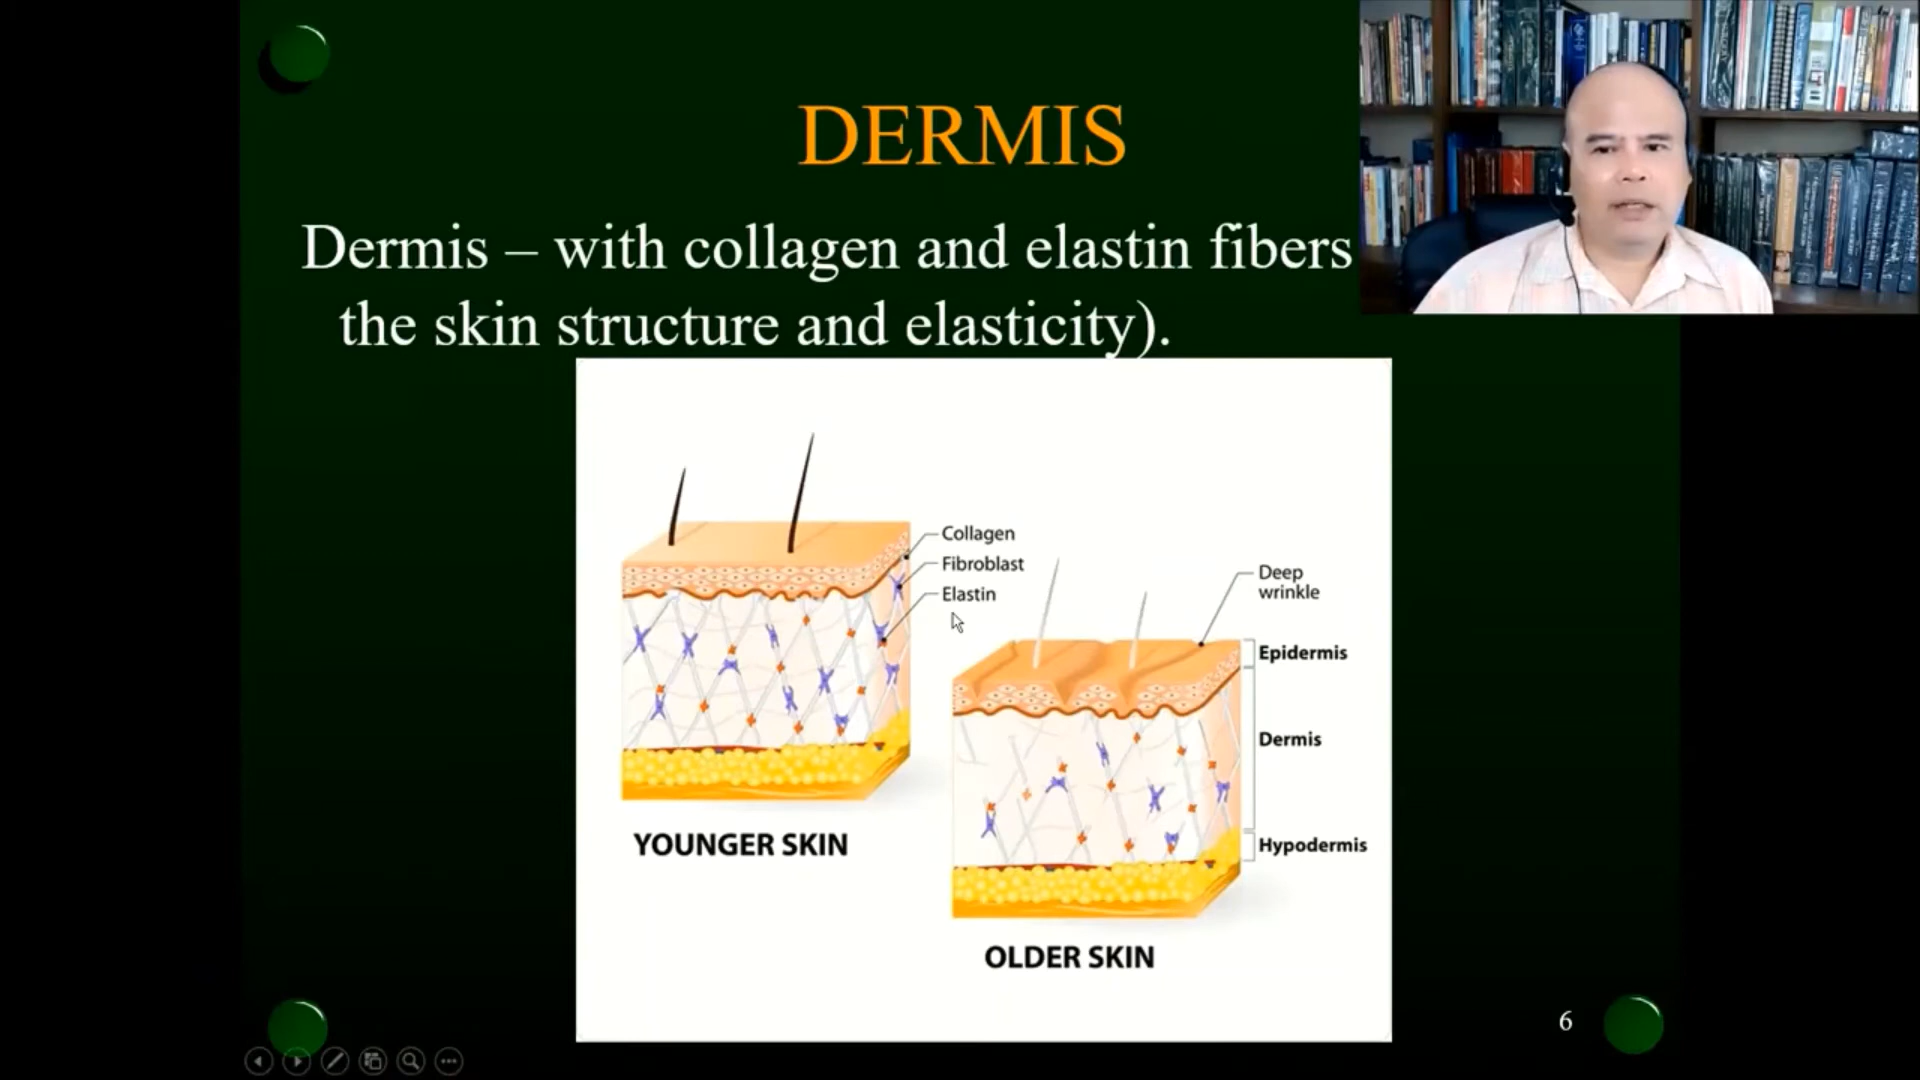 DERMIS
Dermis – with collagen and elastin fibers
the skin structure and elasticity).
Collagen
Fibroblast
Elastin
Deep
wrinkle
Epidermis
Dermis
Hypodermis
YOUNGER SKIN
OLDER SKIN
6